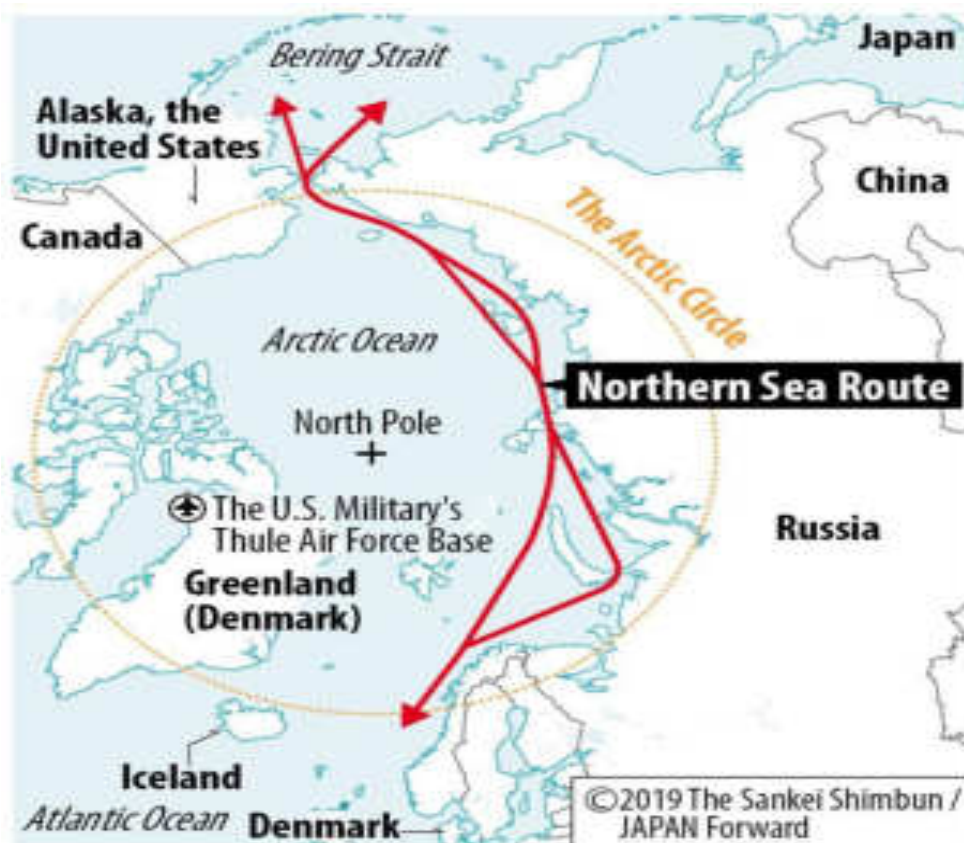 Bering Strait
Japan
Alaska, the
United States
China
Canada
The Arctic Circle
Arctic Ocean
Northern Sea Route
North Pole
The U.S. Military's
Thule Air Force Base
Russia
Greenland
(Denmark)
Iceland
Atlantic Ocean
Denmark
©2019 The Sankei Shimbun /
JAPAN Forward